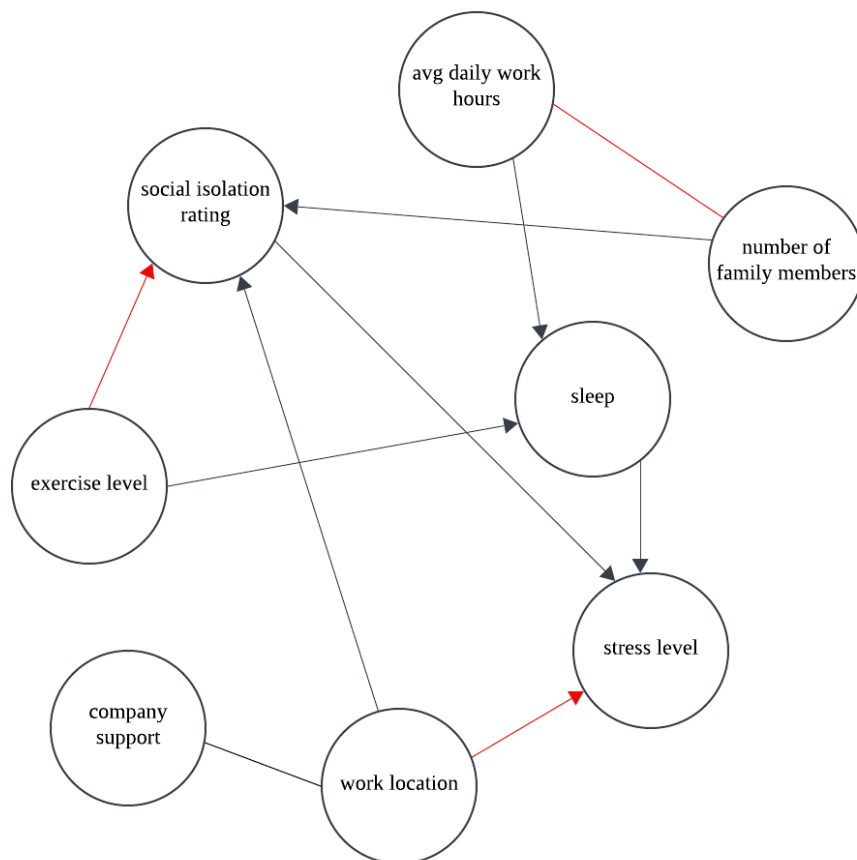 avg daily work
hours
social isolation
rating
number of
family members
sleep
exercise level
stress level
company
support
work location